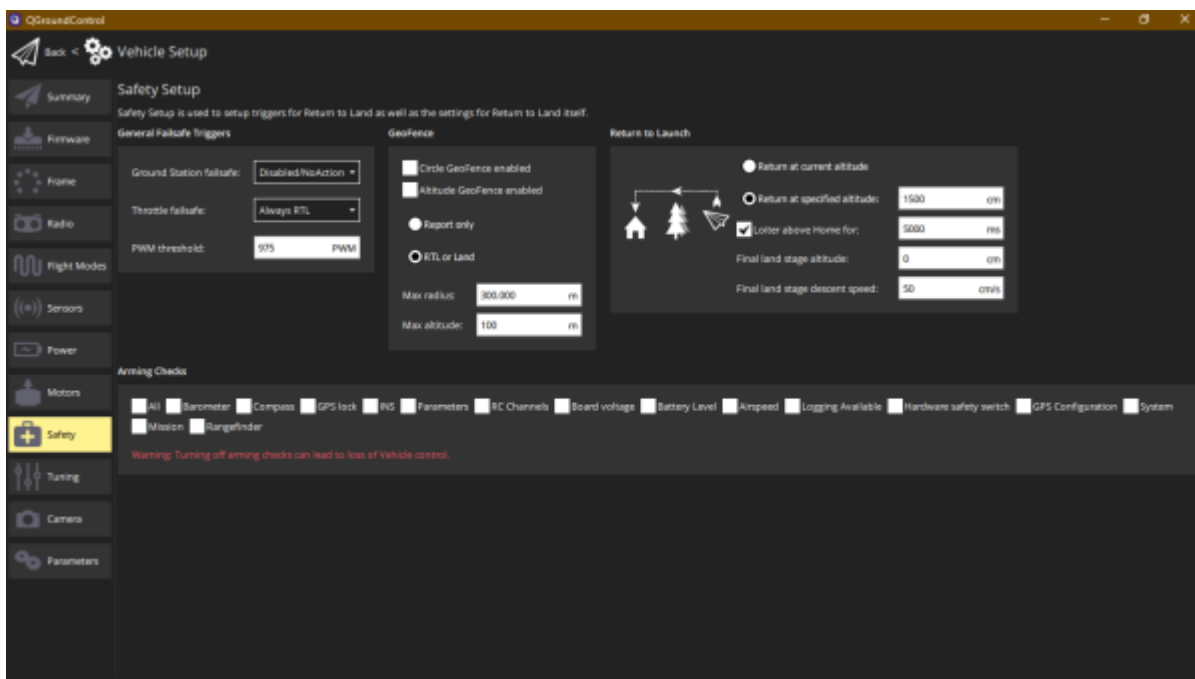 QGroundControl
Back < Vehicle Setup
Summary
Firmware
Frame
Radio
Flight Modes
Sensors
Power
Motors
Safety
Tuning
Camera
Parameters
Safety Setup
Safety Setup is used to setup triggers for Return to Land as well as the settings for Return to Land itself.
General Failsafe Triggers
Ground Station failsafe: Disabled/NoAction
Throttle failsafe: Always RTL
PWM threshold: 975 PWM
GeoFence
Circle GeoFence enabled
Altitude GeoFence enabled
Report only
RTL or Land
Max radius: 300.000 m
Max altitude: 100 m
Return to Launch
Return at current altitude
Return at specified altitude: 1500 cm
Loiter above Home for: 5000 ms
Final land stage altitude: 0 cm
Final land stage descent speed: 50 cm/s
Arming Checks
All Barometer Compass GPS lock INS Parameters RC Channels Board voltage Battery Level Airspeed Logging Available Hardware safety switch GPS Configuration System
Mission Rangefinder
Warning: Turning off arming checks can lead to loss of Vehicle control.